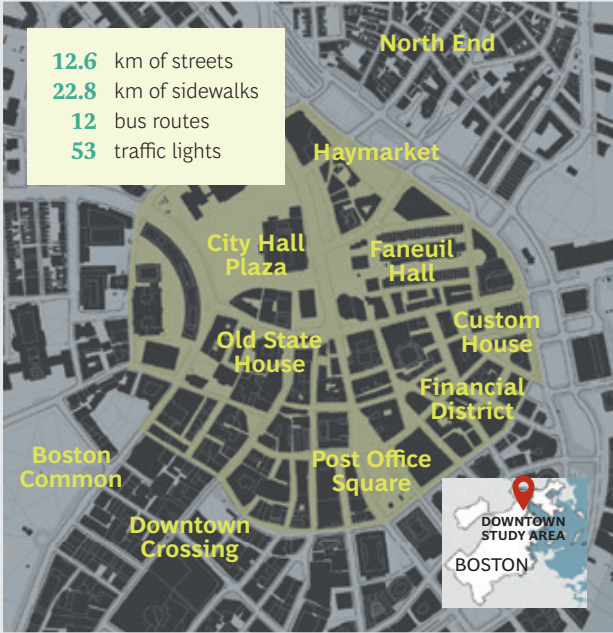 North End
12.6 km of streets
22.8 km of sidewalks
12 bus routes
53 traffic lights
Haymarket
City Hall
Plaza
Faneuil
Hall
Old State
House
Custom
House
Financial
District
Boston
Common
Post Office
Square
Downtown
Crossing
DOWNTOWN
STUDY AREA
BOSTON